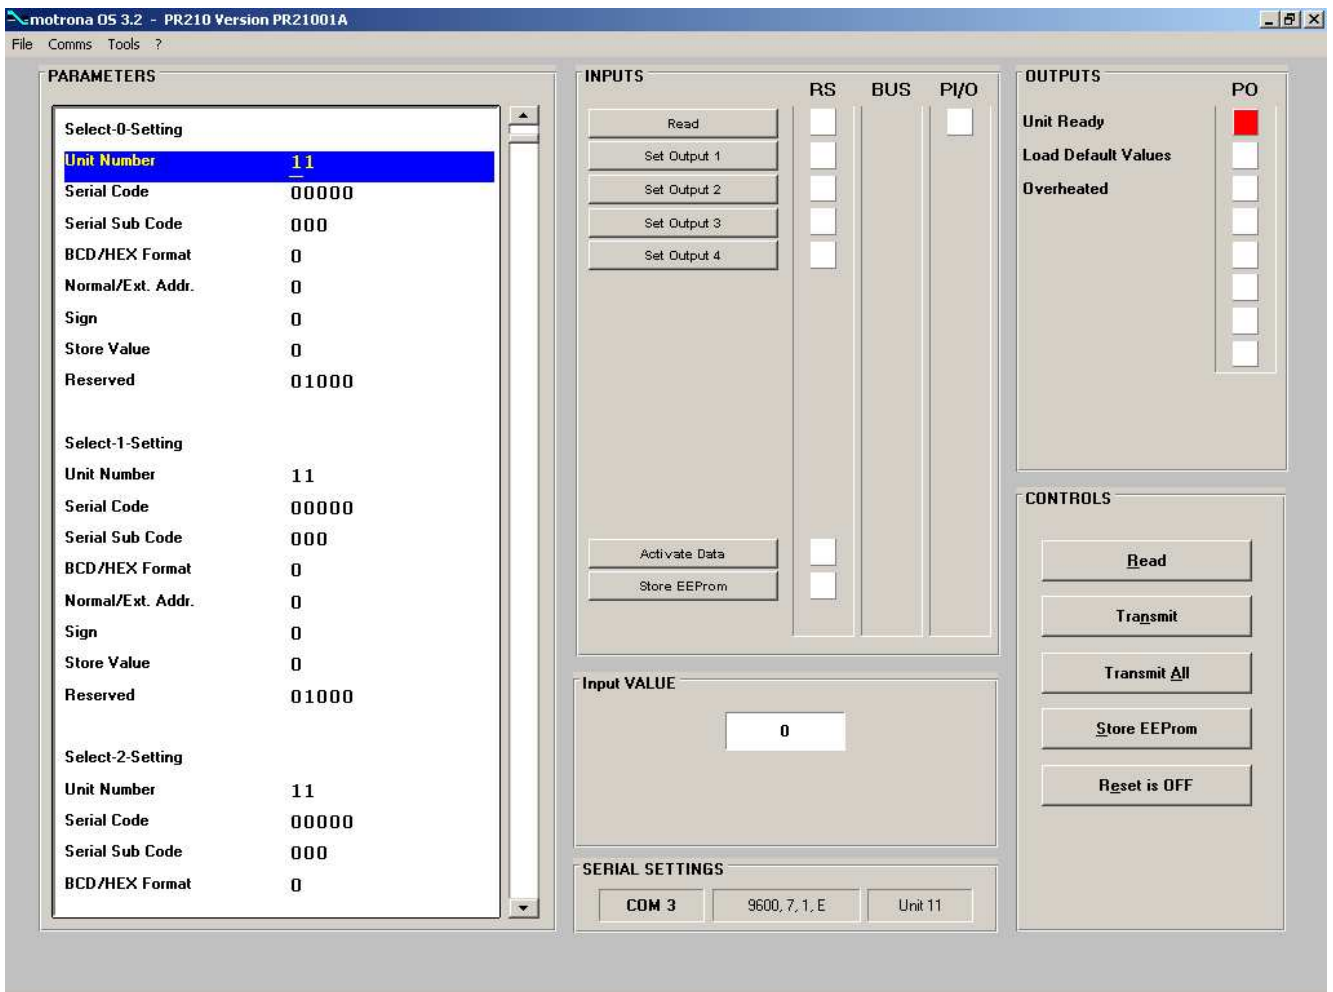 motrona OS 3.2 - PR210 Version PR21001A
File Comms Tools ?
PARAMETERS
Select-0-Setting
Unit Number 11
Serial Code 00000
Serial Sub Code 000
BCD/HEX Format 0
Normal/Ext. Addr. 0
Sign 0
Store Value 0
Reserved 01000
Select-1-Setting
Unit Number 11
Serial Code 00000
Serial Sub Code 000
BCD/HEX Format 0
Normal/Ext. Addr. 0
Sign 0
Store Value 0
Reserved 01000
Select-2-Setting
Unit Number 11
Serial Code 00000
Serial Sub Code 000
BCD/HEX Format 0
INPUTS
RS BUS PI/O
Read
Set Output 1
Set Output 2
Set Output 3
Set Output 4
Activate Data
Store EEProm
Input VALUE
0
SERIAL SETTINGS
COM 3 9600, 7, 1, E Unit 11
OUTPUTS
PO
Unit Ready
Load Default Values
Overheated
CONTROLS
Read
Transmit
Transmit All
Store EEProm
Reset is OFF